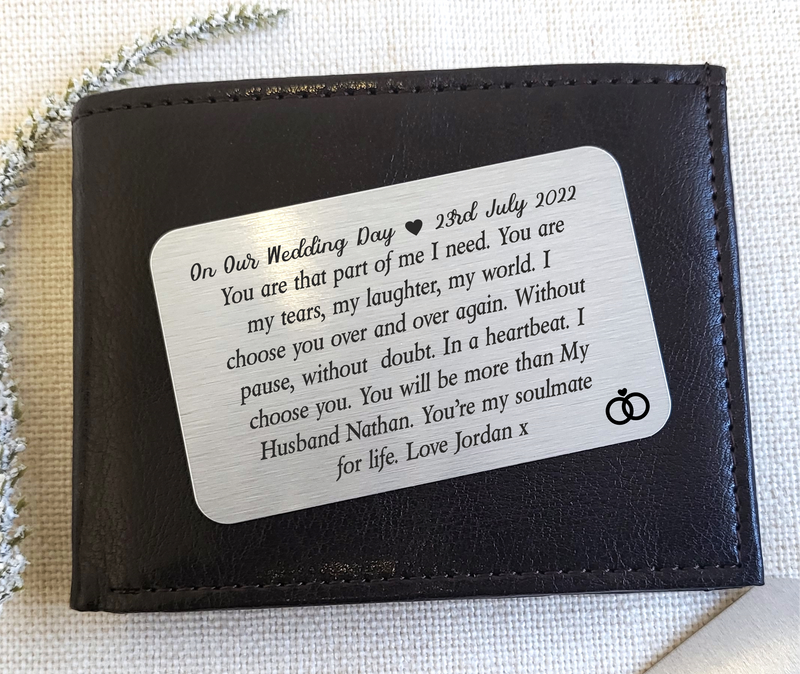 On Our Wedding Day ♥ 23rd July 2022
You are that part of me I need. You are
my tears, my laughter, my world. I
choose you over and over again. Without
pause, without doubt. In a heartbeat. I
choose you. You will be more than My
Husband Nathan. You're my soulmate
for life. Love Jordan x